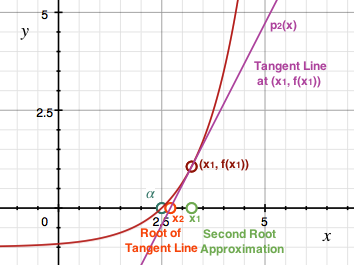 5
y
p2(x)
Tangent Line
at (x1, f(x1))
2.5
(x1, f(x1))
α
0
2.5
x2
x1
5
x
Root of
Tangent Line
Second Root
Approximation